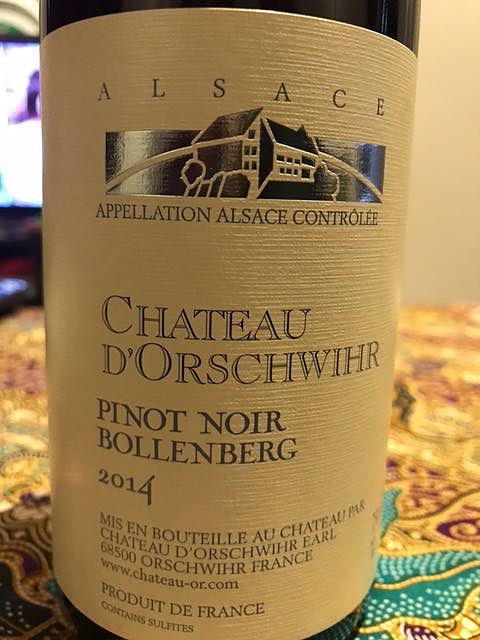 ALSACE
APPELLATION ALSACE CONTRÔLÉE
CHATEAU
D'ORSCHWIHR
PINOT NOIR
BOLLENBERG
2014
MIS EN BOUTEILLE AU CHATEAU PAR
CHATEAU D'ORSCHWIHR EARL
68500 ORSCHWIHR FRANCE
www.chateau-or.com
PRODUIT DE FRANCE
CONTAINS SULFITES